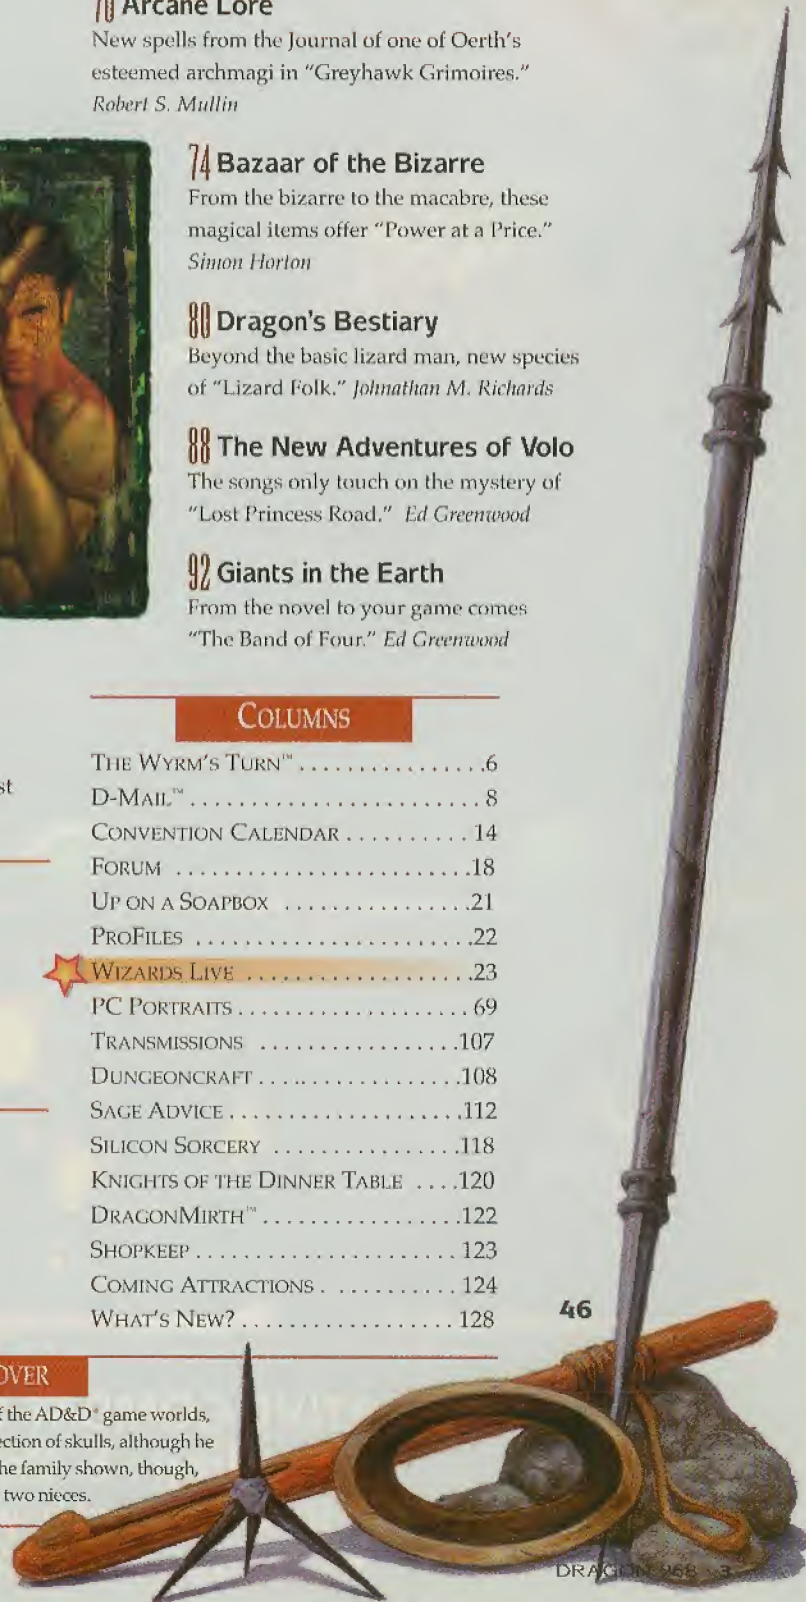 70 Arcane Lore
New spells from the Journal of one of Oerth's
esteemed archmagi in "Greyhawk Grimoires."
Robert S. Mullin
74 Bazaar of the Bizarre
From the bizarre to the macabre, these
magical items offer "Power at a Price."
Simon Horton
80 Dragon's Bestiary
Beyond the basic lizard man, new species
of "Lizard Folk." Johnathan M. Richards
88 The New Adventures of Volo
The songs only touch on the mystery of
"Lost Princess Road." Ed Greenwood
92 Giants in the Earth
From the novel to your game comes
"The Band of Four." Ed Greenwood
COLUMNS
THE WYRM'S TURN™ ................6
D-MAIL™ ........................ 8
CONVENTION CALENDAR .......... 14
FORUM ........................18
UP ON A SOAPBOX ................21
PROFILES .......................22
WIZARDS LIVE ...................23
PC PORTRAITS ................... 69
TRANSMISSIONS .................107
DUNGEONCRAFT .................108
SAGE ADVICE ....................112
SILICON SORCERY ................118
KNIGHTS OF THE DINNER TABLE ....120
DRAGONMIRTH™ .................122
SHOPKEEP ...................... 123
COMING ATTRACTIONS ........... 124
WHAT'S NEW? .................. 128
46
st
OVER
f the AD&D® game worlds,
ection of skulls, although he
he family shown, though,
two nieces.
DRAGON 268 3